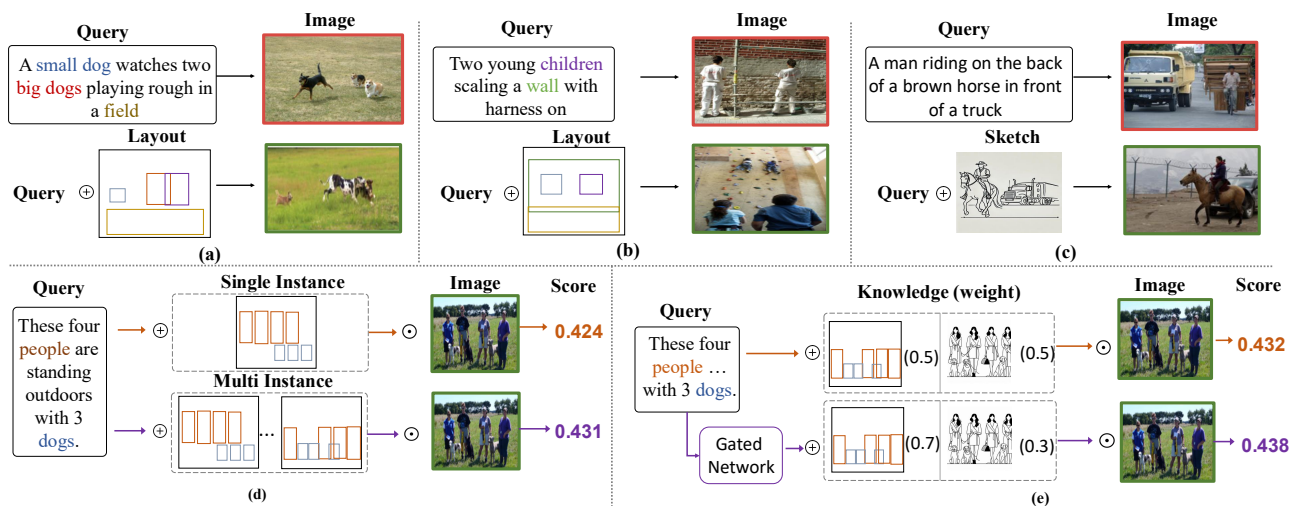 Query
Image
A small dog watches two
big dogs playing rough in
a field
Layout
Query ⊕
(a)
Query
Image
Two young children
scaling a wall with
harness on
Layout
Query ⊕
(b)
Query
Image
A man riding on the back
of a brown horse in front
of a truck
Sketch
Query ⊕
(c)
Query
Single Instance
Image
Score
These four
people are
standing
outdoors
with 3
dogs.
⊕
⊙
0.424
Multi Instance
⊕
...
⊙
0.431
(d)
Knowledge (weight)
Image
Score
Query
These four
people ...
with 3 dogs.
⊕
(0.5)
(0.5)
⊙
0.432
Gated
Network
⊕
(0.7)
(0.3)
⊙
0.438
(e)